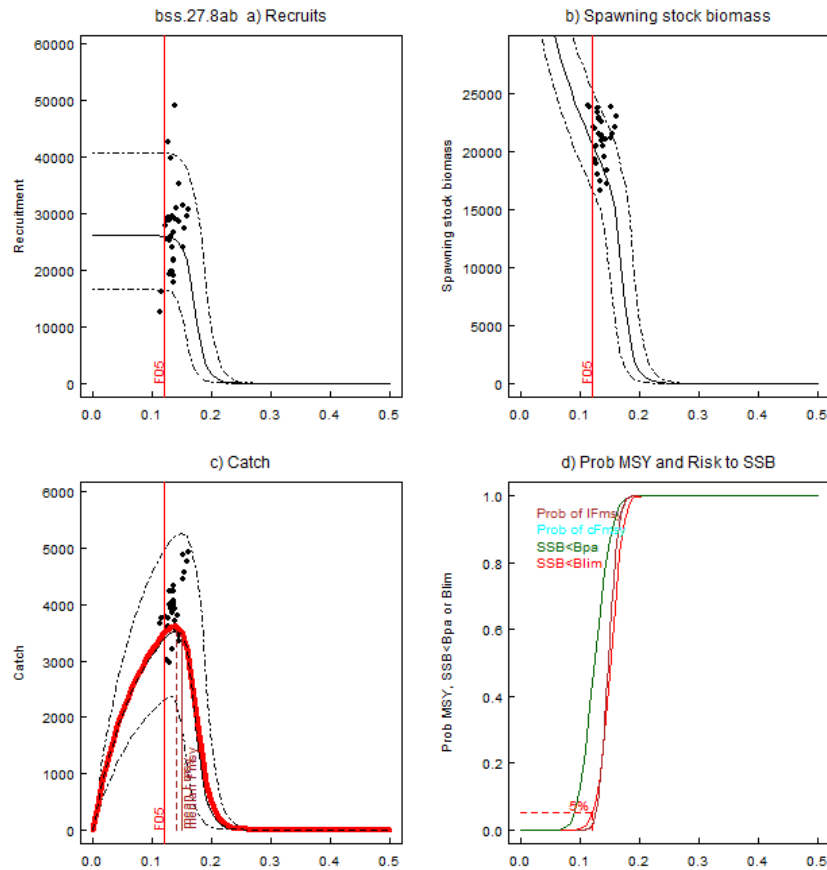 bss.27.8ab a) Recruits
Recruitment
60000
50000
40000
30000
20000
10000
0
F05
0.0 0.1 0.2 0.3 0.4 0.5
b) Spawning stock biomass
Spawning stock biomass
25000
20000
15000
10000
5000
0
F05
0.0 0.1 0.2 0.3 0.4 0.5
c) Catch
Catch
6000
5000
4000
3000
2000
1000
0
F05
median Fmsy
0.0 0.1 0.2 0.3 0.4 0.5
d) Prob MSY and Risk to SSB
Prob MSY, SSB<Bpa or Blim
1.0
0.8
0.6
0.4
0.2
0.0
Prob of lFmsy
Prob of cFmsy
SSB<Bpa
SSB<Blim
5%
0.0 0.1 0.2 0.3 0.4 0.5